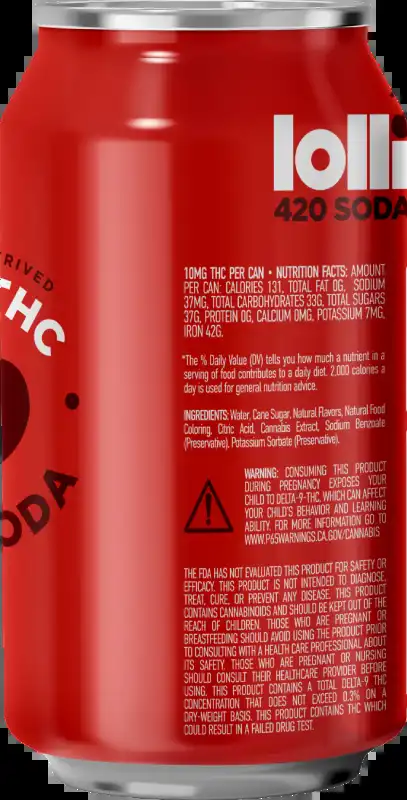 lolli
420 SODA
RIVED
THC
SODA
10MG THC PER CAN • NUTRITION FACTS: AMOUNT
PER CAN: CALORIES 131, TOTAL FAT 0G, SODIUM
37MG, TOTAL CARBOHYDRATES 33G, TOTAL SUGARS
37G, PROTEIN 0G, CALCIUM 0MG, POTASSIUM 7MG,
IRON 42G.
*The % Daily Value (DV) tells you how much a nutrient in a
serving of food contributes to a daily diet. 2,000 calories a
day is used for general nutrition advice.
INGREDIENTS: Water, Cane Sugar, Natural Flavors, Natural Food
Coloring, Citric Acid, Cannabis Extract, Sodium Benzoate
(Preservative), Potassium Sorbate (Preservative).
WARNING: CONSUMING THIS PRODUCT
DURING PREGNANCY EXPOSES YOUR
CHILD TO DELTA-9-THC, WHICH CAN AFFECT
YOUR CHILD'S BEHAVIOR AND LEARNING
ABILITY. FOR MORE INFORMATION GO TO
WWW.P65WARNINGS.CA.GOV/CANNABIS
THE FDA HAS NOT EVALUATED THIS PRODUCT FOR SAFETY OR
EFFICACY. THIS PRODUCT IS NOT INTENDED TO DIAGNOSE,
TREAT, CURE, OR PREVENT ANY DISEASE. THIS PRODUCT
CONTAINS CANNABINOIDS AND SHOULD BE KEPT OUT OF THE
REACH OF CHILDREN. THOSE WHO ARE PREGNANT OR
BREASTFEEDING SHOULD AVOID USING THE PRODUCT PRIOR
TO CONSULTING WITH A HEALTH CARE PROFESSIONAL ABOUT
ITS SAFETY. THOSE WHO ARE PREGNANT OR NURSING
SHOULD CONSULT THEIR HEALTHCARE PROVIDER BEFORE
USING. THIS PRODUCT CONTAINS A TOTAL DELTA-9 THC
CONCENTRATION THAT DOES NOT EXCEED 0.3% ON A
DRY-WEIGHT BASIS. THIS PRODUCT CONTAINS THC WHICH
COULD RESULT IN A FAILED DRUG TEST.